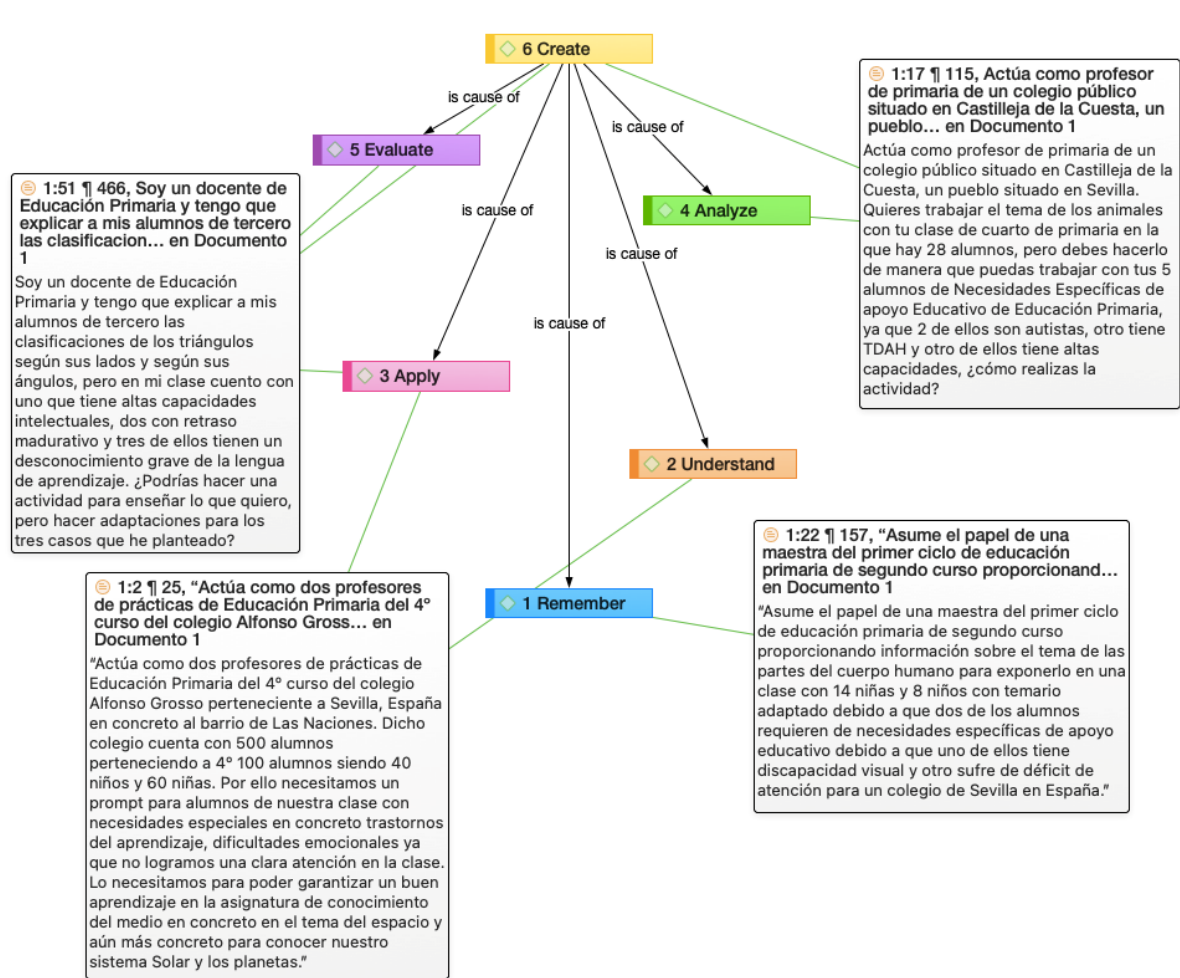 6 Create
is cause of
is cause of
is cause of
is cause of
is cause of
5 Evaluate
4 Analyze
3 Apply
2 Understand
1 Remember
1:17 ¶ 115, Actúa como profesor
de primaria de un colegio público
situado en Castilleja de la Cuesta, un
pueblo… en Documento 1
Actúa como profesor de primaria de un
colegio público situado en Castilleja de la
Cuesta, un pueblo situado en Sevilla.
Quieres trabajar el tema de los animales
con tu clase de cuarto de primaria en la
que hay 28 alumnos, pero debes hacerlo
de manera que puedas trabajar con tus 5
alumnos de Necesidades Específicas de
apoyo Educativo de Educación Primaria,
ya que 2 de ellos son autistas, otro tiene
TDAH y otro de ellos tiene altas
capacidades, ¿cómo realizas la
actividad?
1:51 ¶ 466, Soy un docente de
Educación Primaria y tengo que
explicar a mis alumnos de tercero
las clasificacion… en Documento
1
Soy un docente de Educación
Primaria y tengo que explicar a mis
alumnos de tercero las
clasificaciones de los triángulos
según sus lados y según sus
ángulos, pero en mi clase cuento con
uno que tiene altas capacidades
intelectuales, dos con retraso
madurativo y tres de ellos tienen un
desconocimiento grave de la lengua
de aprendizaje. ¿Podrías hacer una
actividad para enseñar lo que quiero,
pero hacer adaptaciones para los
tres casos que he planteado?
1:22 ¶ 157, “Asume el papel de una
maestra del primer ciclo de educación
primaria de segundo curso proporcionand…
en Documento 1
“Asume el papel de una maestra del primer ciclo
de educación primaria de segundo curso
proporcionando información sobre el tema de las
partes del cuerpo humano para exponerlo en una
clase con 14 niñas y 8 niños con temario
adaptado debido a que dos de los alumnos
requieren de necesidades específicas de apoyo
educativo debido a que uno de ellos tiene
discapacidad visual y otro sufre de déficit de
atención para un colegio de Sevilla en España.”
1:2 ¶ 25, “Actúa como dos profesores
de prácticas de Educación Primaria del 4º
curso del colegio Alfonso Gross… en
Documento 1
“Actúa como dos profesores de prácticas de
Educación Primaria del 4º curso del colegio
Alfonso Grosso perteneciente a Sevilla, España
en concreto al barrio de Las Naciones. Dicho
colegio cuenta con 500 alumnos
perteneciendo a 4º 100 alumnos siendo 40
niños y 60 niñas. Por ello necesitamos un
prompt para alumnos de nuestra clase con
necesidades especiales en concreto trastornos
del aprendizaje, dificultades emocionales ya
que no logramos una clara atención en la clase.
Lo necesitamos para poder garantizar un buen
aprendizaje en la asignatura de conocimiento
del medio en concreto en el tema del espacio y
aún más concreto para conocer nuestro
sistema Solar y los planetas.”